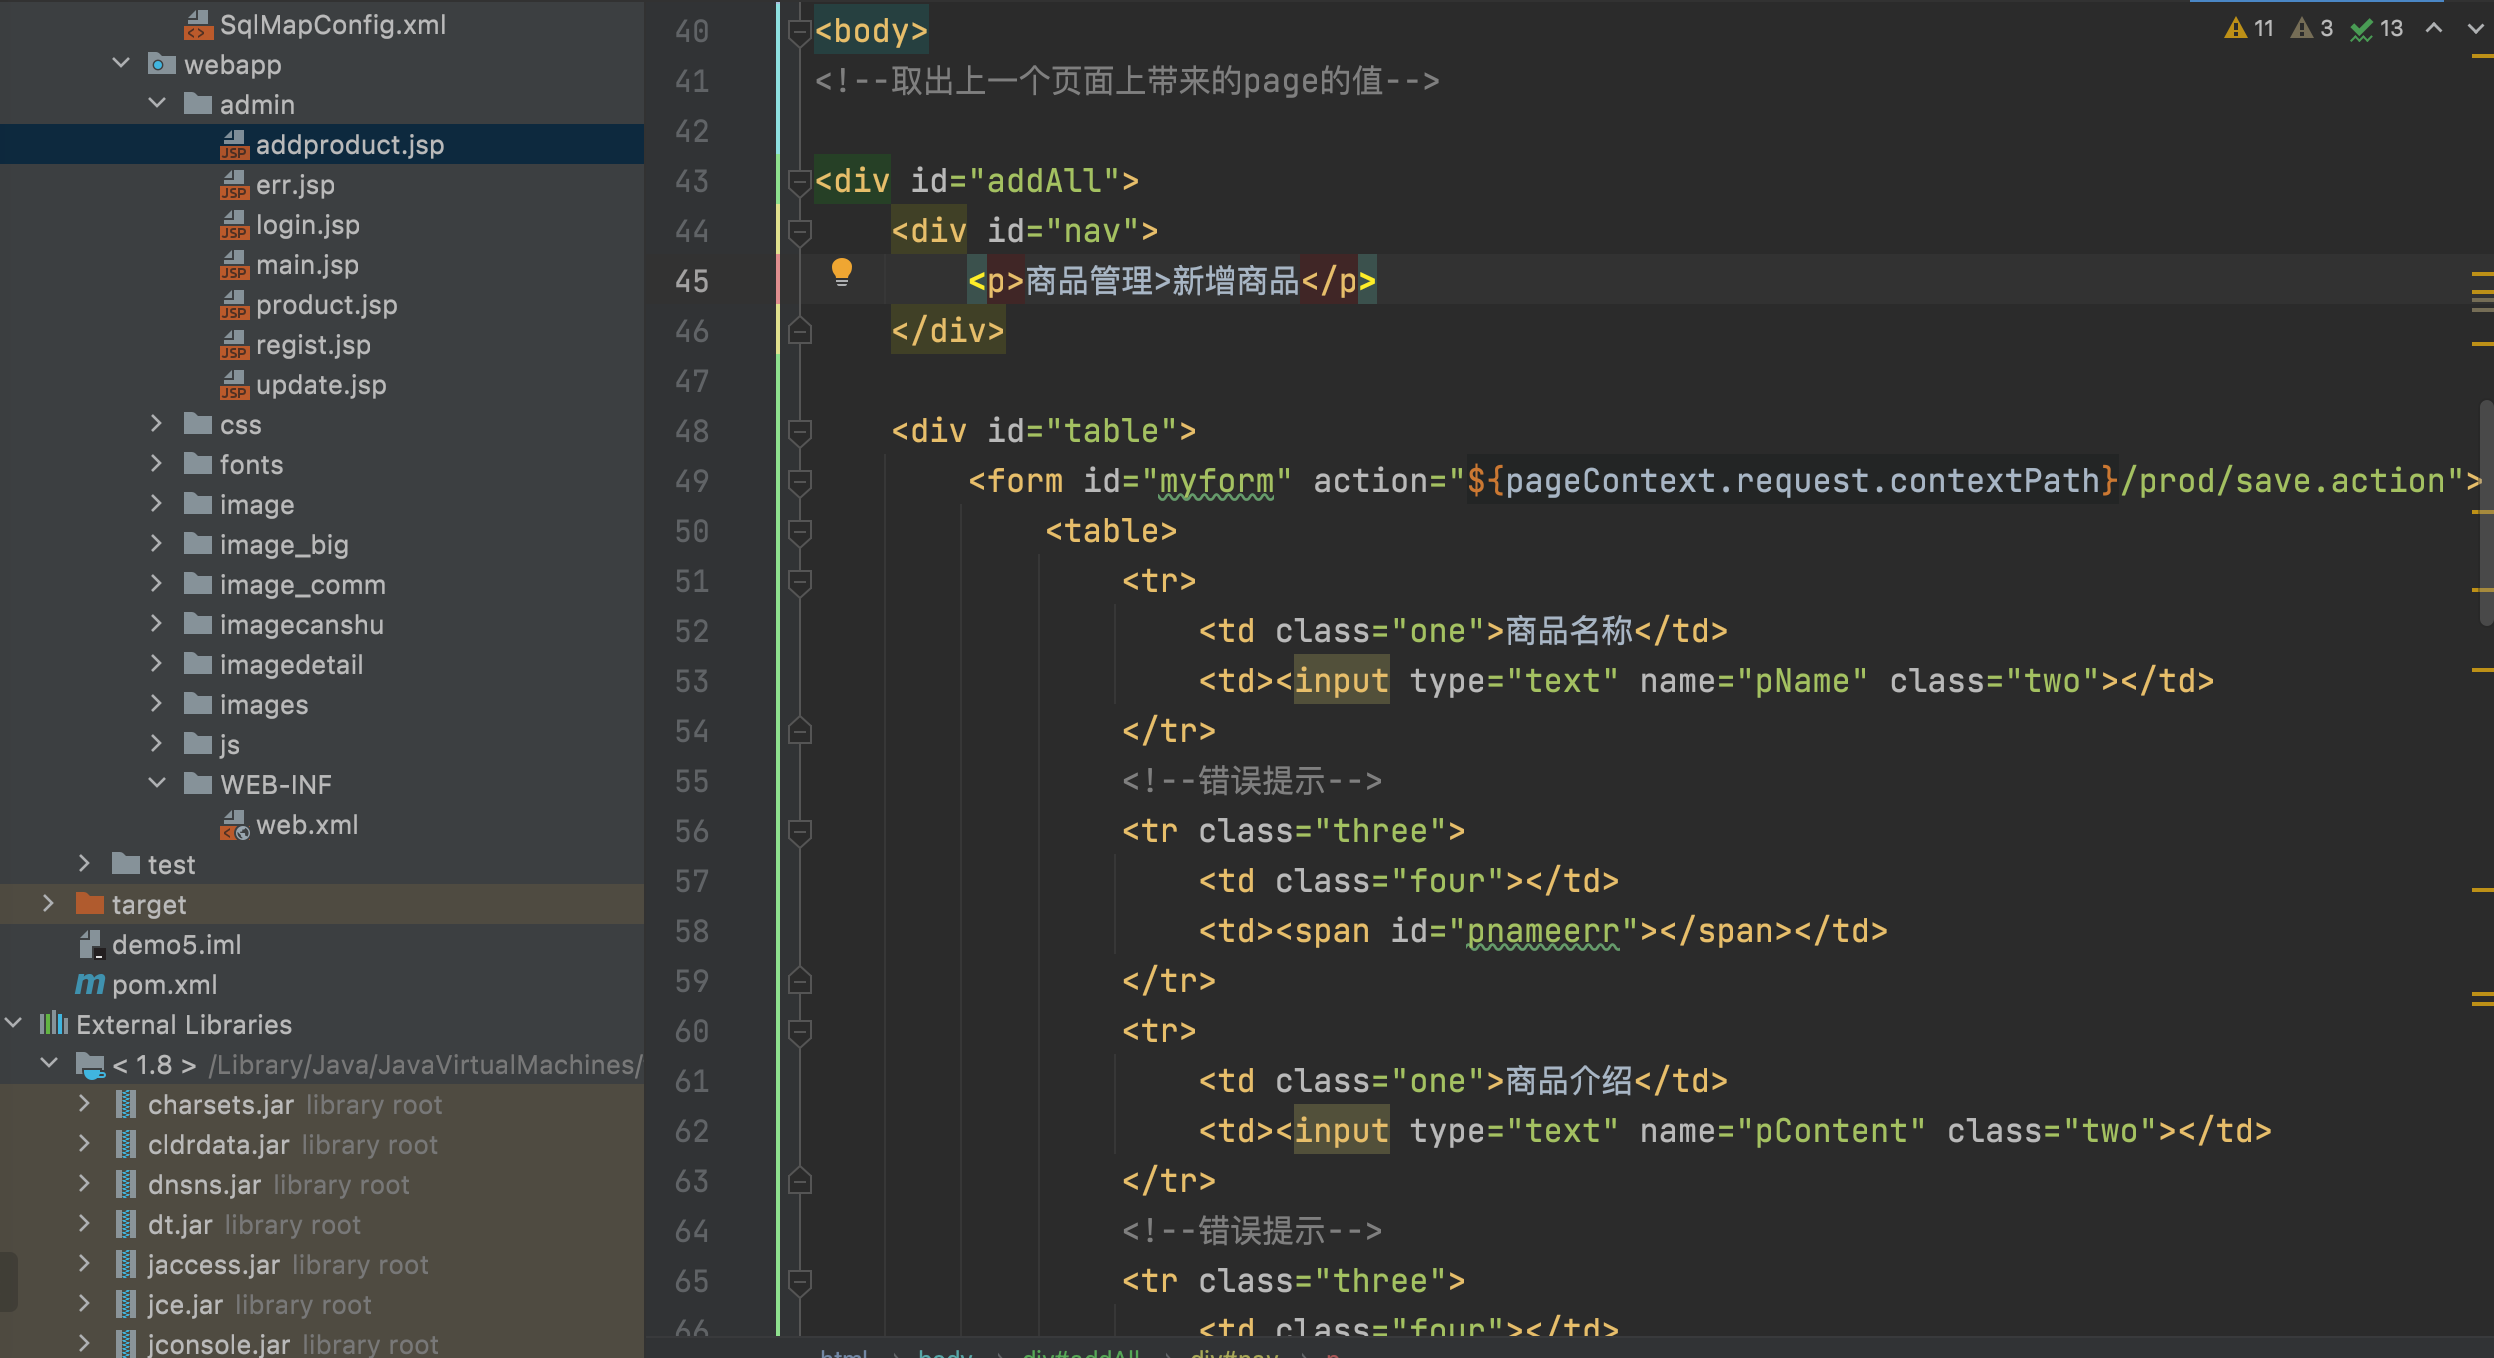 SqlMapConfig.xml
webapp
admin
addproduct.jsp
err.jsp
login.jsp
main.jsp
product.jsp
regist.jsp
update.jsp
css
fonts
image
image_big
image_comm
imagecanshu
imagedetail
images
js
WEB-INF
web.xml
test
target
demo5.iml
pom.xml
External Libraries
< 1.8 > /Library/Java/JavaVirtualMachines/
charsets.jar library root
cldrdata.jar library root
dnsns.jar library root
dt.jar library root
jaccess.jar library root
jce.jar library root
jconsole.jar library root
11 3 13
40 <body>
41 <!--取出上一个页面上带来的page的值-->
42
43 <div id="addAll">
44 <div id="nav">
45 <p>商品管理>新增商品</p>
46 </div>
47
48 <div id="table">
49 <form id="myform" action="${pageContext.request.contextPath}/prod/save.action">
50 <table>
51 <tr>
52 <td class="one">商品名称</td>
53 <td><input type="text" name="pName" class="two"></td>
54 </tr>
55 <!--错误提示-->
56 <tr class="three">
57 <td class="four"></td>
58 <td><span id="pnameerr"></span></td>
59 </tr>
60 <tr>
61 <td class="one">商品介绍</td>
62 <td><input type="text" name="pContent" class="two"></td>
63 </tr>
64 <!--错误提示-->
65 <tr class="three">
66 <td class="four"></td>
html › body › div#addAll › div#nav › p